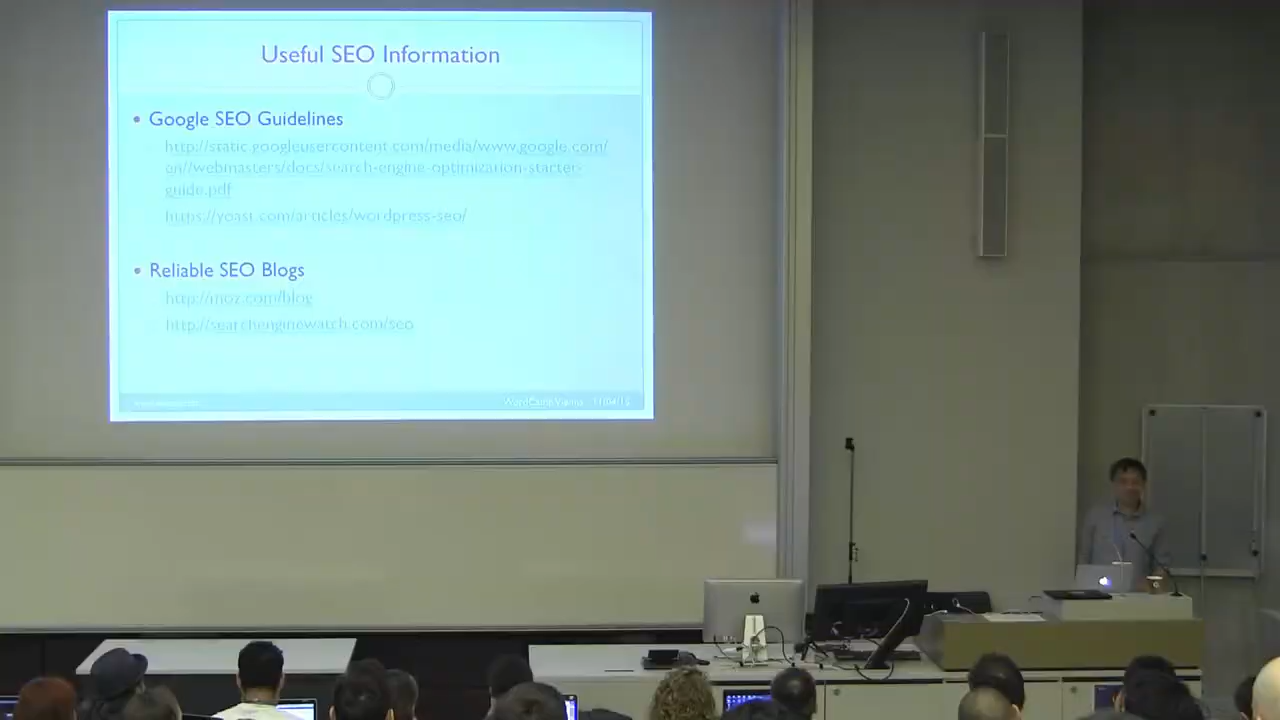 Useful SEO Information
• Google SEO Guidelines
http://static.googleusercontent.com/media/www.google.com/
en//webmasters/docs/search-engine-optimization-starter-
guide.pdf
https://yoast.com/articles/wordpress-seo/
• Reliable SEO Blogs
http://moz.com/blog
http://searchenginewatch.com/seo
WordCamp Vienna